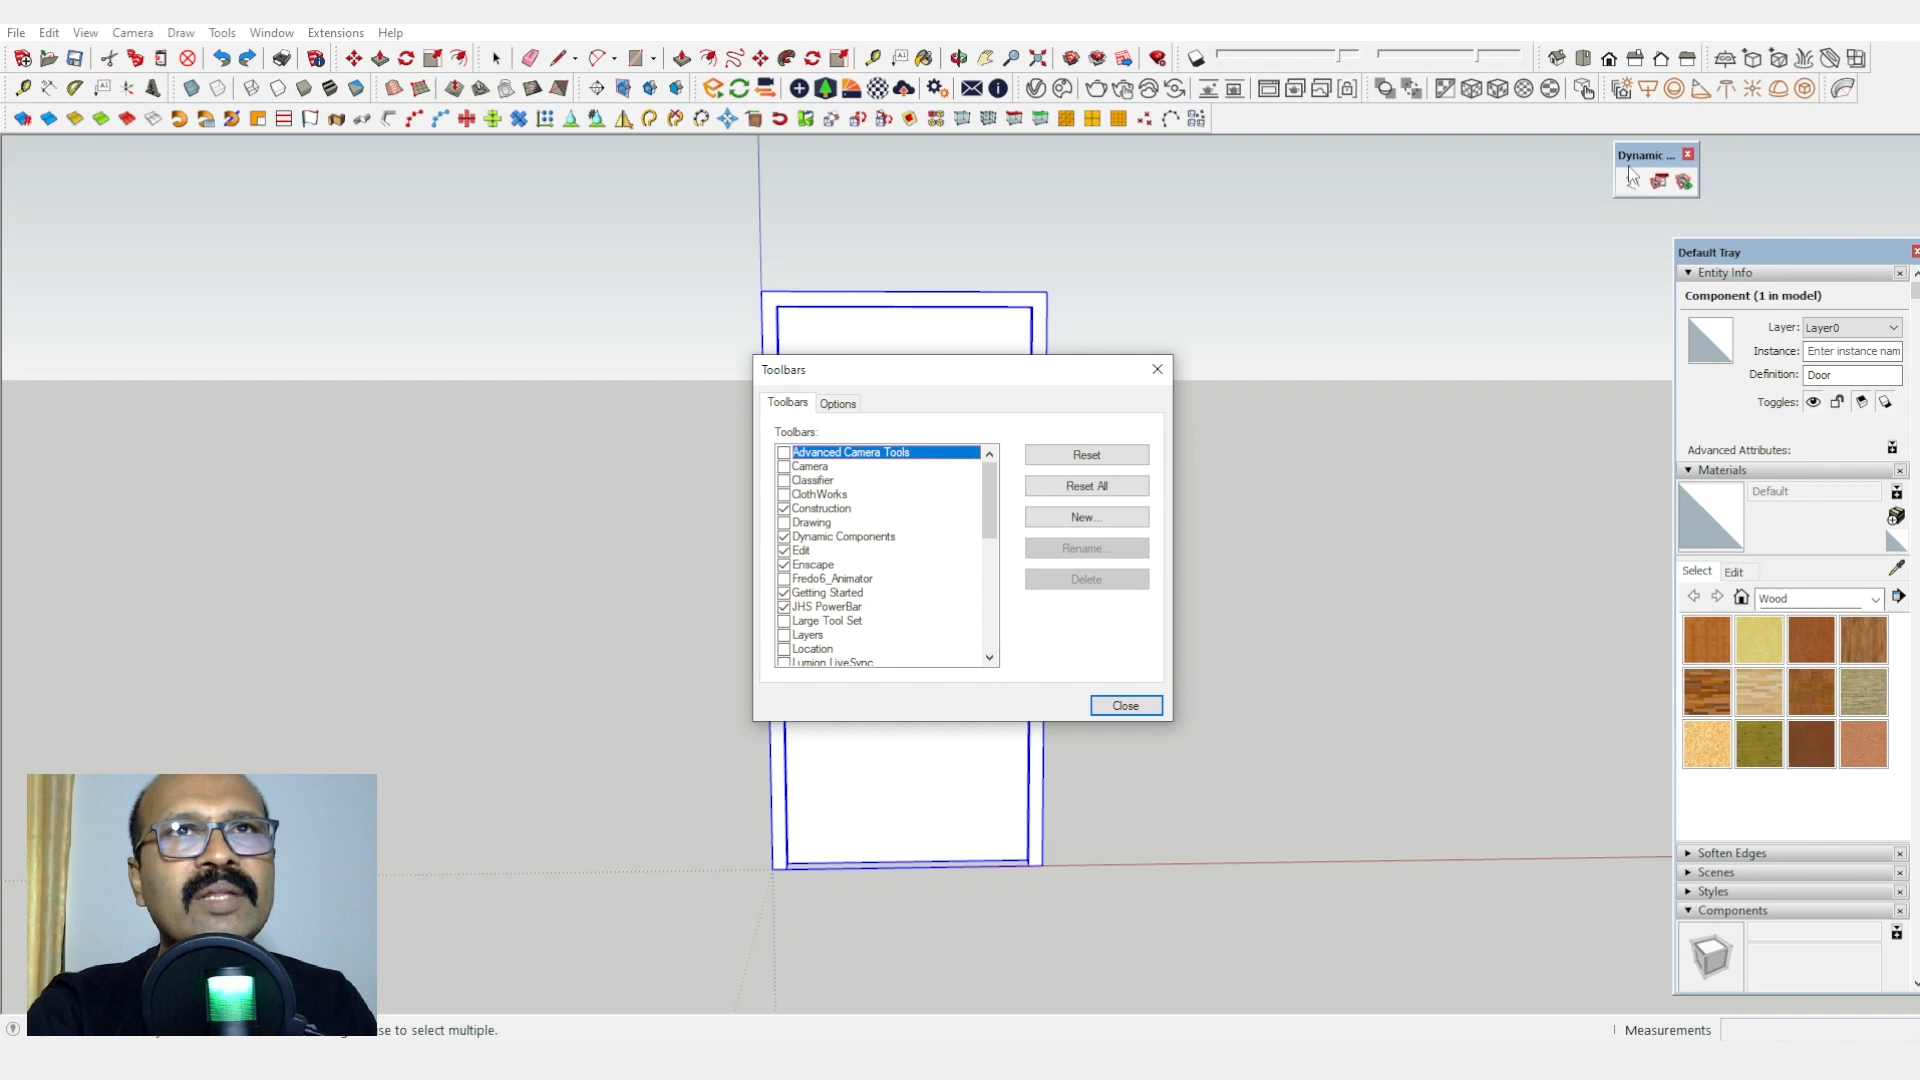 File Edit View Camera Draw Tools Window Extensions Help
Dynamic ...
Default Tray
Entity Info
Component (1 in model)
Layer: Layer0
Instance: Enter instance nam
Definition: Door
Toggles:
Advanced Attributes:
Materials
Default
Select Edit
Wood
Soften Edges
Scenes
Styles
Components
Toolbars
Toolbars Options
Toolbars:
Advanced Camera Tools
Camera
Classifier
ClothWorks
Construction
Drawing
Dynamic Components
Edit
Enscape
Fredo6_Animator
Getting Started
JHS PowerBar
Large Tool Set
Layers
Location
Lumion LiveSync
Reset
Reset All
New...
Rename...
Delete
Close
se to select multiple.
Measurements